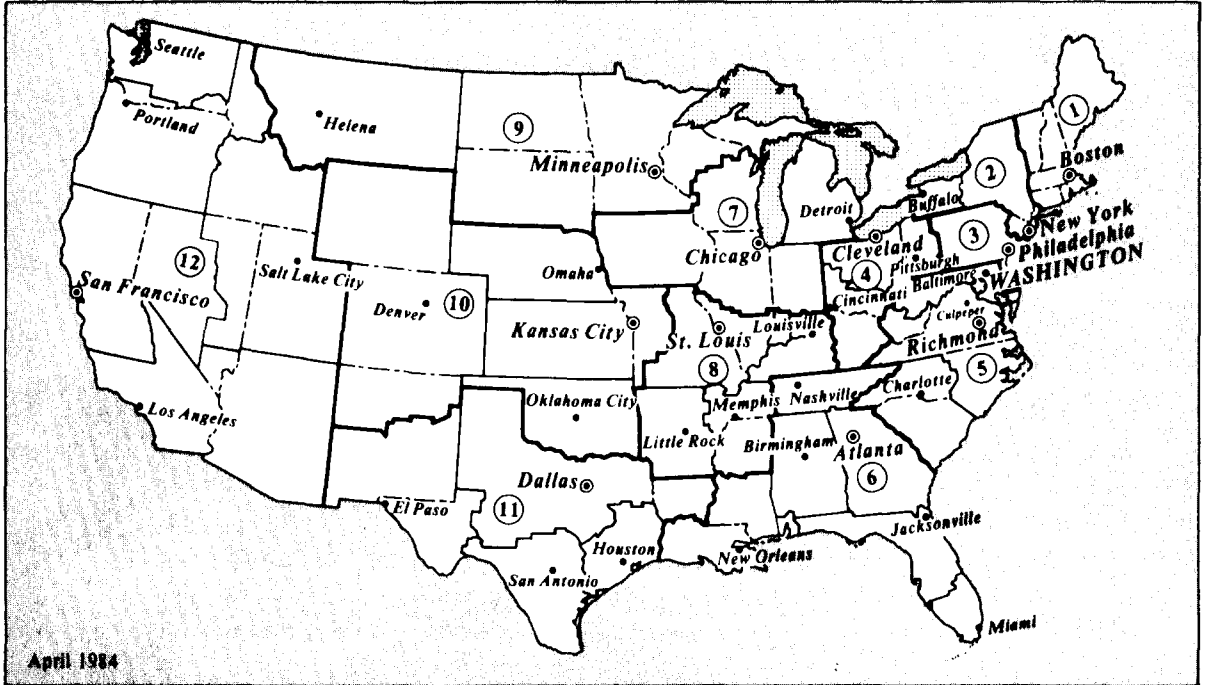 Seattle
Portland
Helena
9
Minneapolis
1
Boston
2
Buffalo
7
Detroit
Chicago
New York
3
Philadelphia
Cleveland
Pittsburgh
4
WASHINGTON
Baltimore
Cincinnati
12
San Francisco
Salt Lake City
Omaha
Denver
10
Kansas City
St. Louis
Louisville
Culpeper
Richmond
8
5
Charlotte
Los Angeles
Oklahoma City
Memphis
Nashville
Little Rock
Birmingham
Atlanta
6
Dallas
El Paso
11
Jacksonville
Houston
New Orleans
San Antonio
Miami
April 1984